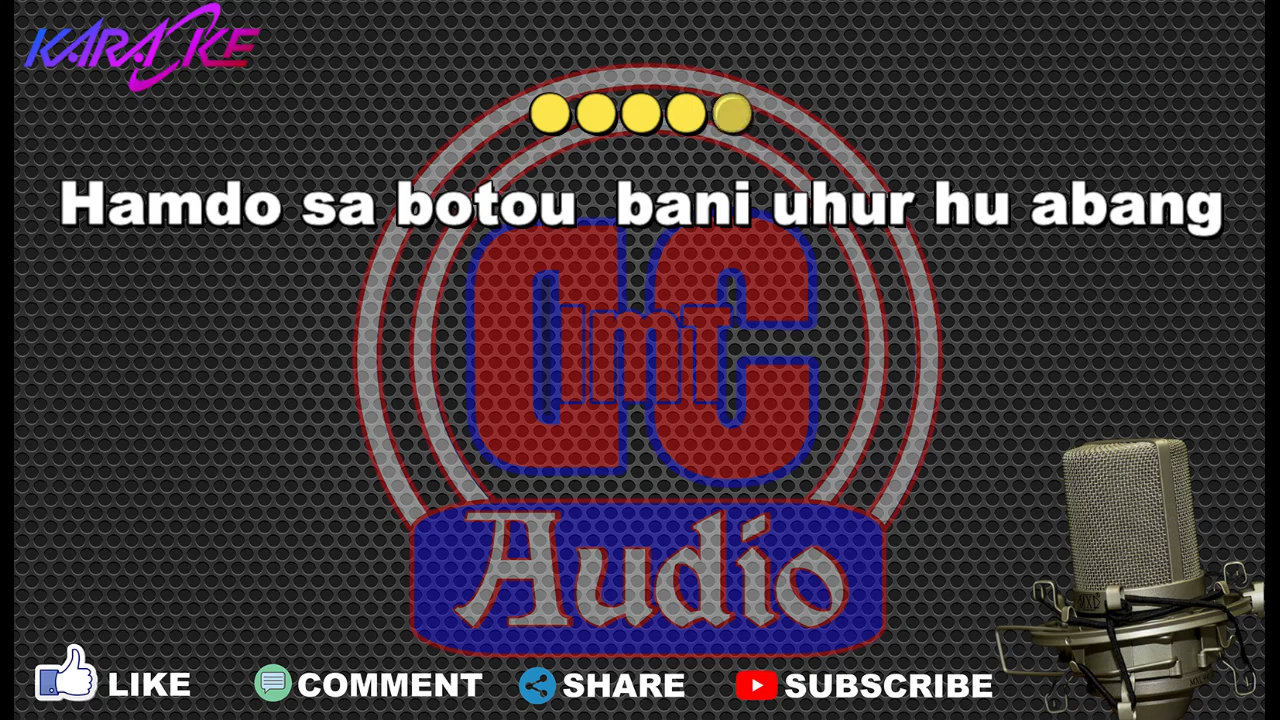 KARAOKE
Hamdo sa botou bani uhur hu abang
Audio
LIKE
COMMENT
SHARE
SUBSCRIBE